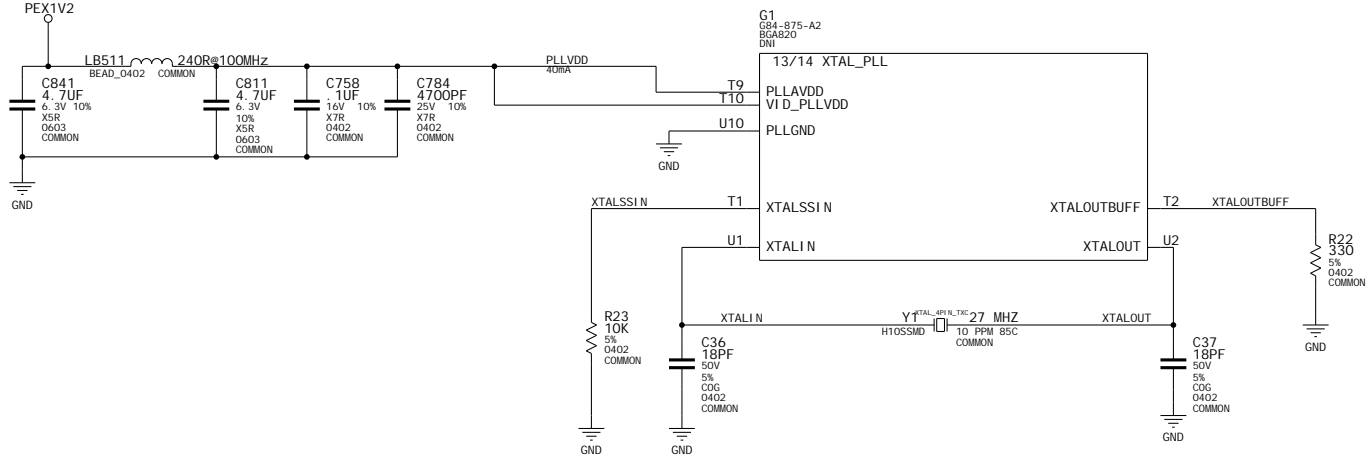 PEX1V2
LB511 240R@100MHz
BEAD_0402 COMMON
C841
4.7UF
6.3V 10%
X5R
0603
COMMON
C811
4.7UF
6.3V
10%
X5R
0603
COMMON
C758
.1UF
16V 10%
X7R
0402
COMMON
C784
4700PF
25V 10%
X7R
0402
COMMON
GND
PLLVDD
40mA
G1
G84-875-A2
BGA820
DNI
13/14 XTAL_PLL
T9 PLLAVDD
T10 VID_PLLVDD
U10 PLLGND
GND
XTALSSIN T1 XTALSSIN
U1 XTALIN
XTALOUTBUFF T2 XTALOUTBUFF
XTALOUT U2
R22
330
5%
0402
COMMON
GND
R23
10K
5%
0402
COMMON
GND
XTALIN
Y1 XTAL_4PIN_TXC 27 MHZ
H10SSMD 10 PPM 85C
COMMON
XTALOUT
C36
18PF
50V
5%
C0G
0402
COMMON
GND
C37
18PF
50V
5%
C0G
0402
COMMON
GND